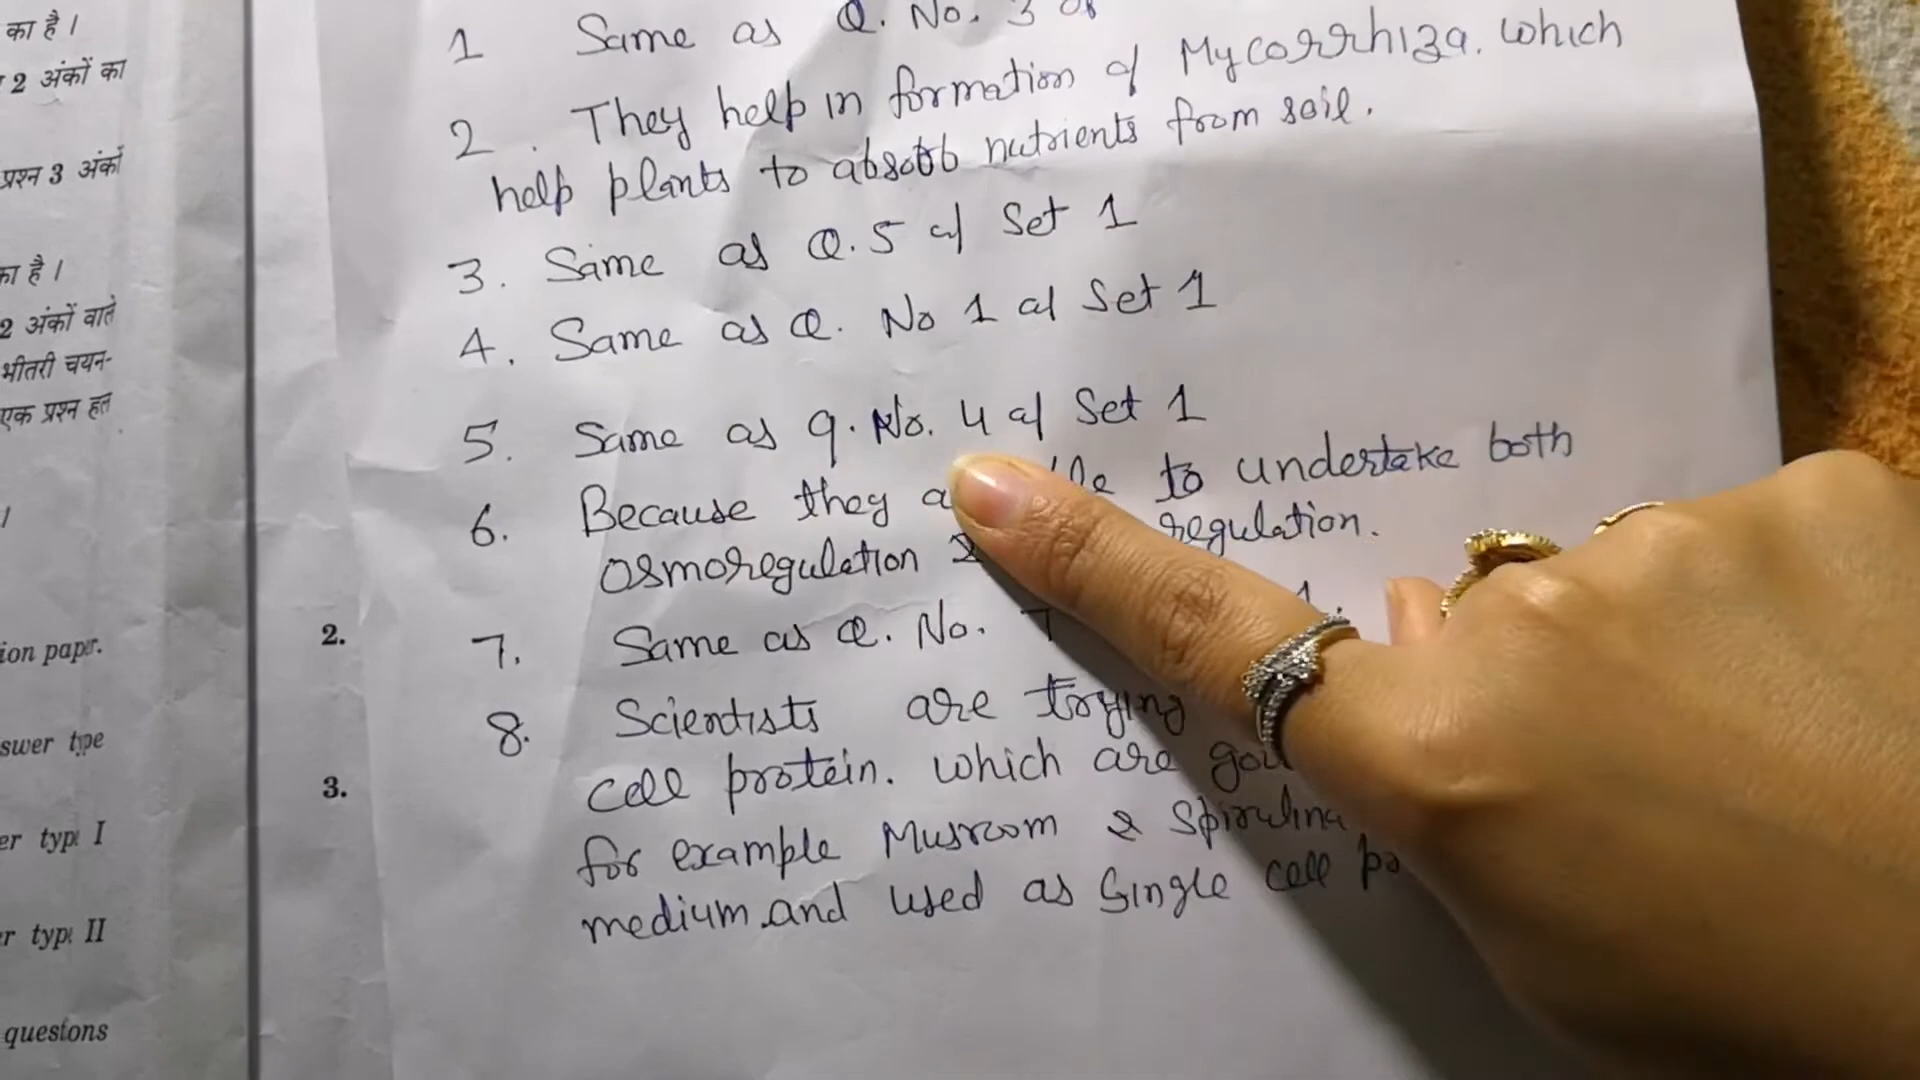 का है ।
2 अंकों का
प्रश्न 3 अंकों
का है ।
2 अंकों वाले
भीतरी चयन-
एक प्रश्न हल
ion paper.
swer type
er type I
r type II
questions
2.
3.
1 Same as Q. No. 3 of
2. They help in formation of Mycorrhiza. which
help plants to absorb nutrients from soil.
3. Same as Q. 5 of Set 1
4. Same as Q. No 1 of Set 1
5. Same as q. No. 4 of Set 1
6. Because they to undertake both
osmoregulation & regulation.
7. Same as Q. No. 7 1.
8. Scientists are trying
cell protein. which are
for example Musroom & Spirulina
medium and used as Single cell